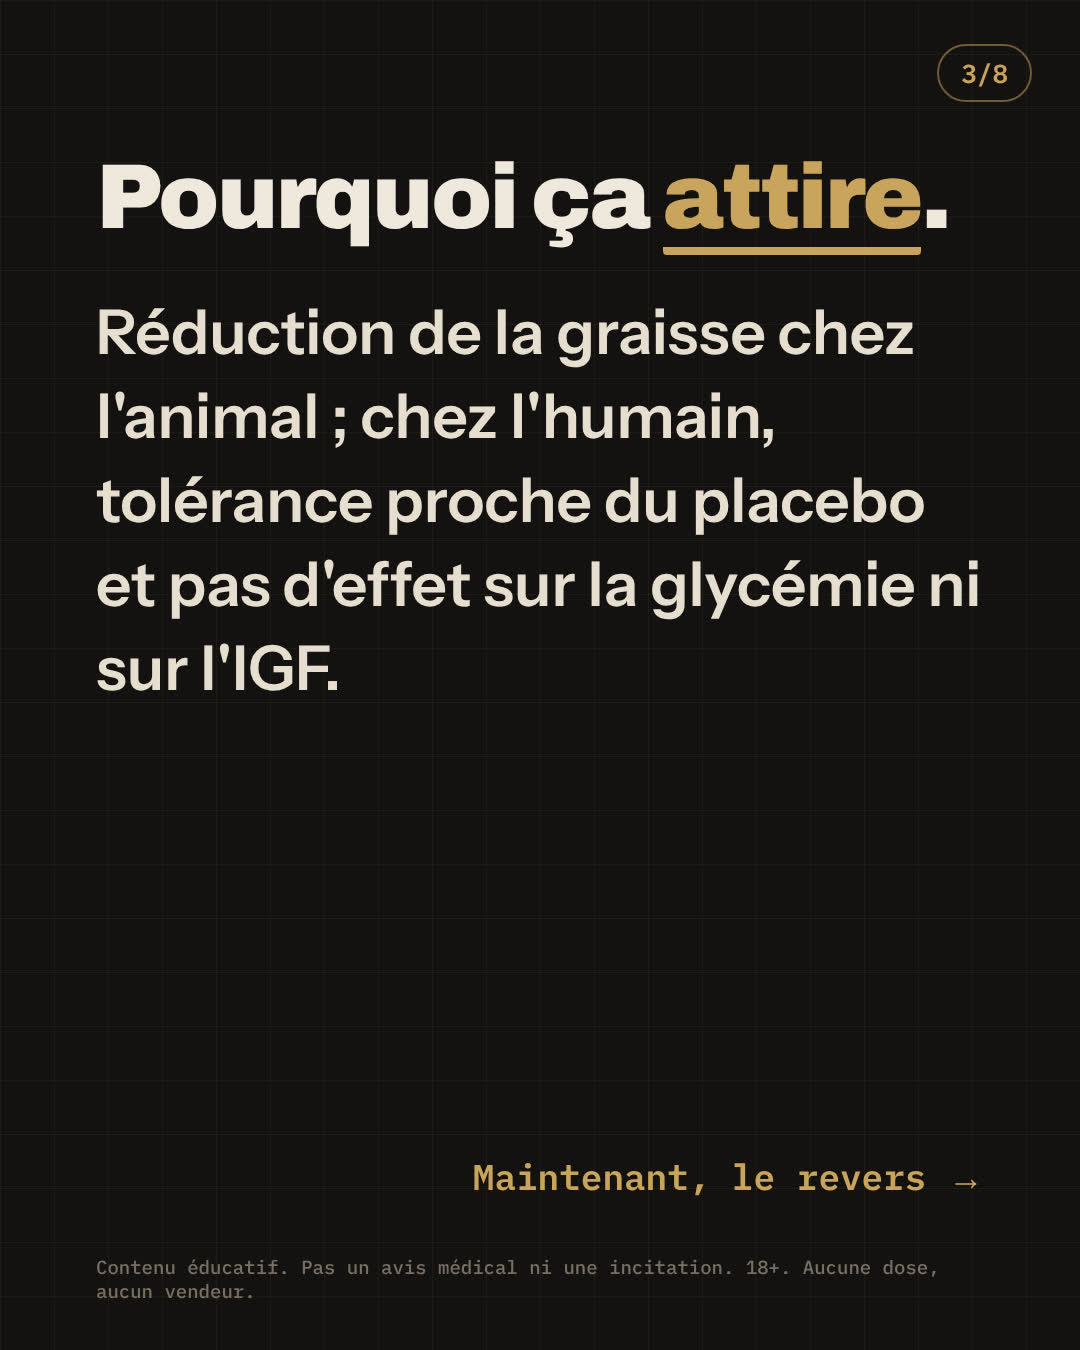 3/8
Pourquoi ça attire.
Réduction de la graisse chez
l'animal ; chez l'humain,
tolérance proche du placebo
et pas d'effet sur la glycémie ni
sur l'IGF.
Maintenant, le revers →
Contenu éducatif. Pas un avis médical ni une incitation. 18+. Aucune dose,
aucun vendeur.